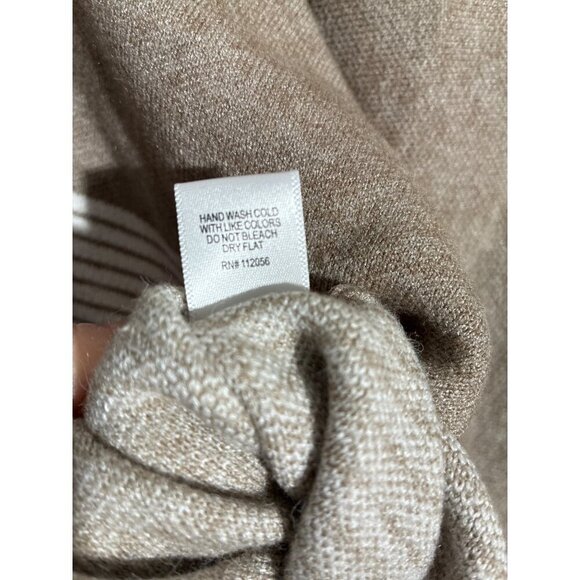 HAND WASH COLD
WITH LIKE COLORS
DO NOT BLEACH
DRY FLAT
RN# 112056